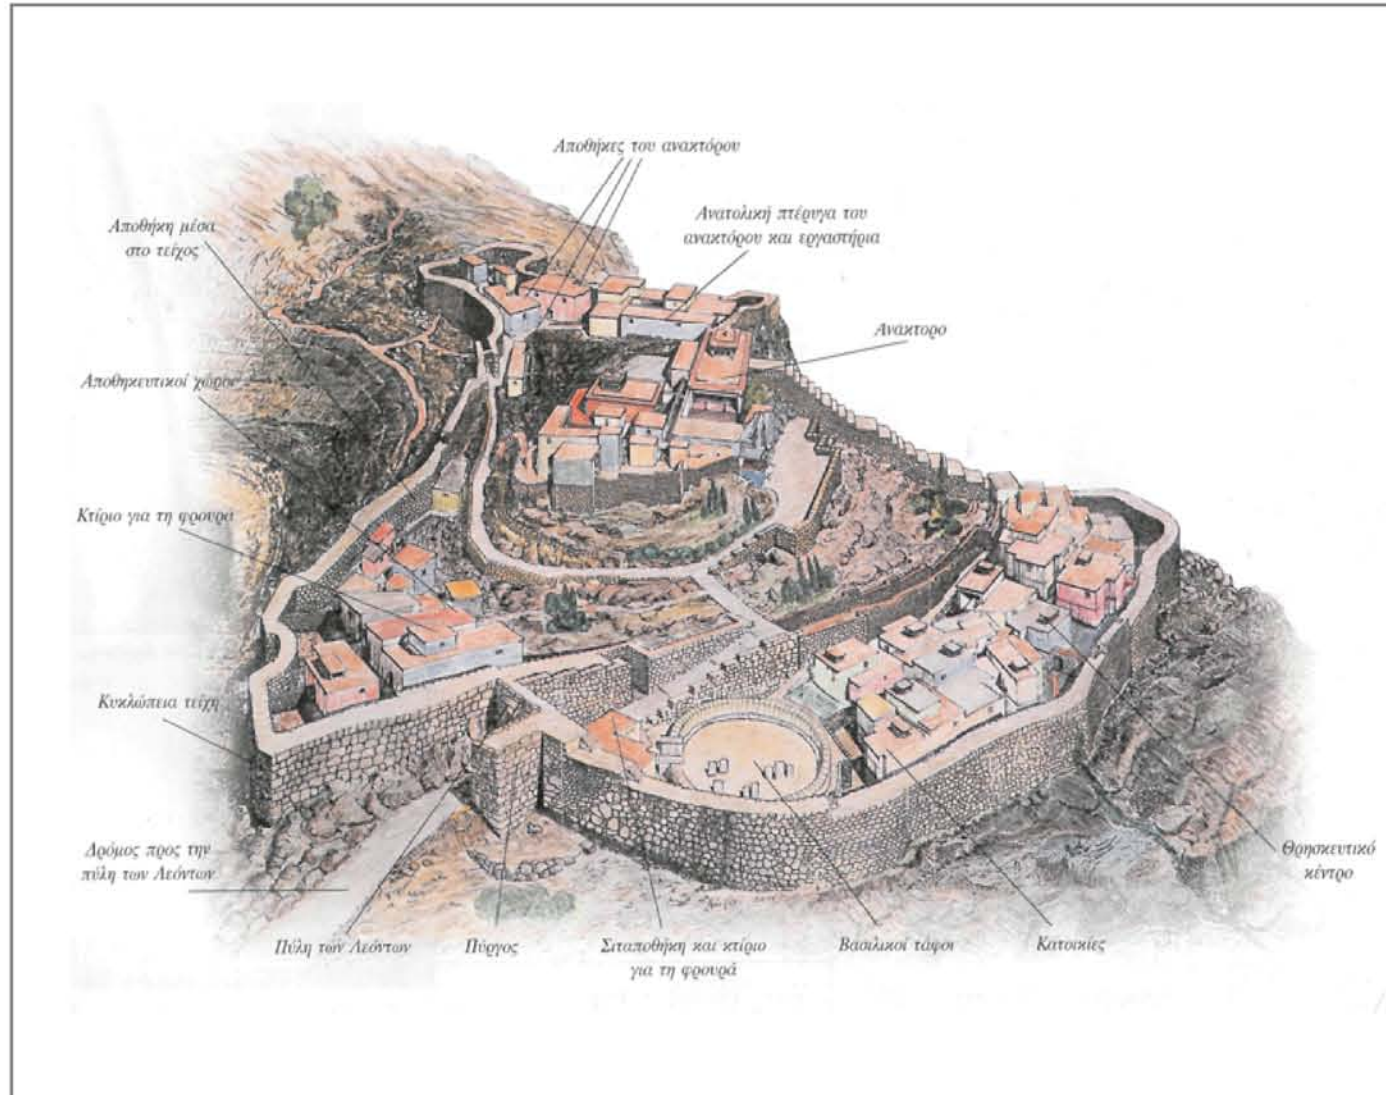 Αποθήκες του ανακτόρου
Ανατολική πτέρυγα του
ανακτόρου και εργαστήρια
Αποθήκη μέσα
στο τείχος
Ανάκτορο
Αποθηκευτικοί χώροι
Κτίριο για τη φρουρά
Κυκλώπεια τείχη
Δρόμος προς την
πύλη των Λεόντων
Θρησκευτικό
κέντρο
Πύλη των Λεόντων
Πύργος
Σιταποθήκη και κτίριο
για τη φρουρά
Βασιλικοί τάφοι
Κατοικίες